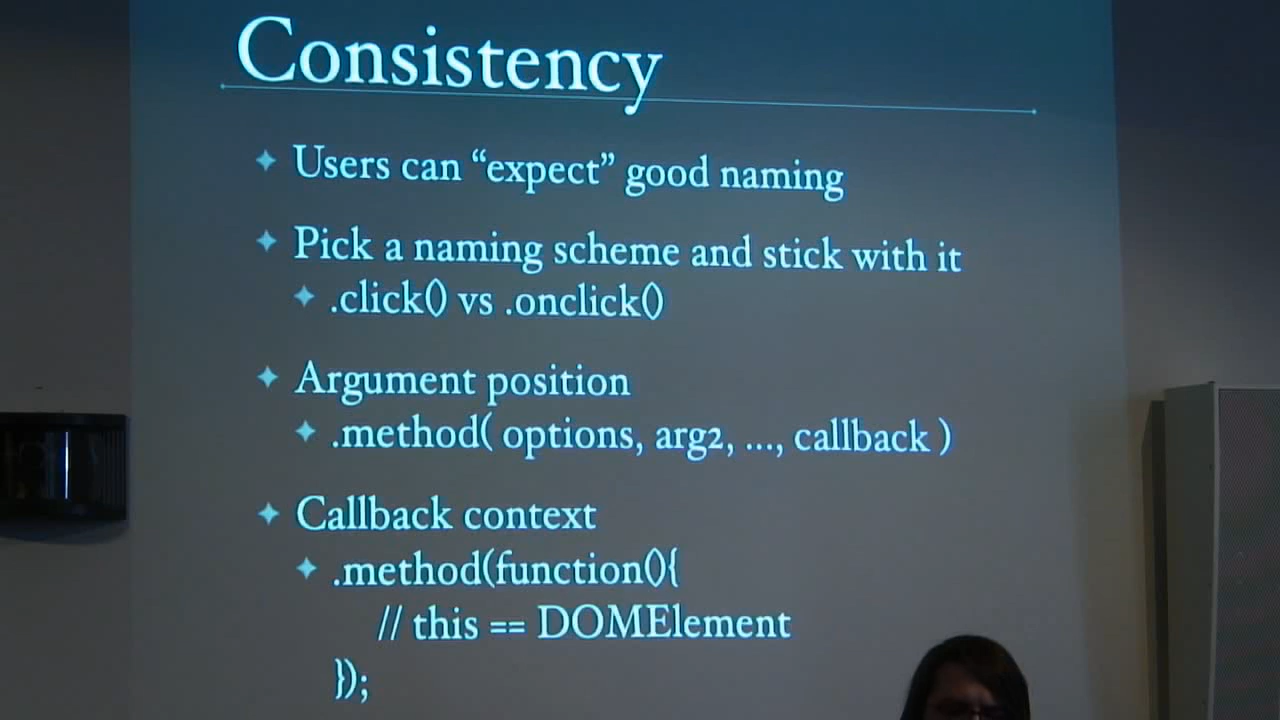 Consistency
Users can “expect” good naming
Pick a naming scheme and stick with it
.click() vs .onclick()
Argument position
.method( options, arg2, ..., callback )
Callback context
.method(function(){
// this == DOMElement
});